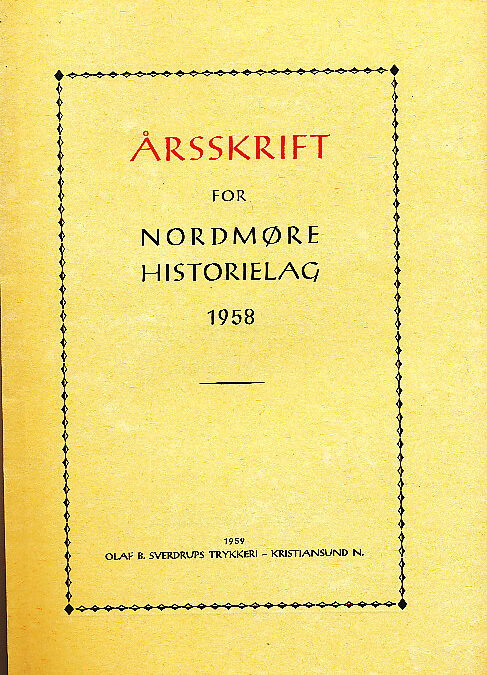 ÅRSSKRIFT
FOR
NORDMØRE
HISTORIELAG
1958
1959
OLAF B. SVERDRUPS TRYKKERI – KRISTIANSUND N.